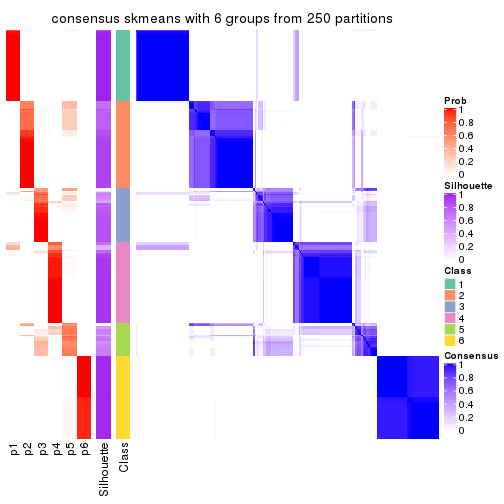 consensus skmeans with 6 groups from 250 partitions
Prob
1
0.8
0.6
0.4
0.2
0
Silhouette
1
0.8
0.6
0.4
0.2
0
Class
1
2
3
4
5
6
Consensus
1
0.8
0.6
0.4
0.2
0
p1
p2
p3
p4
p5
p6
Silhouette
Class